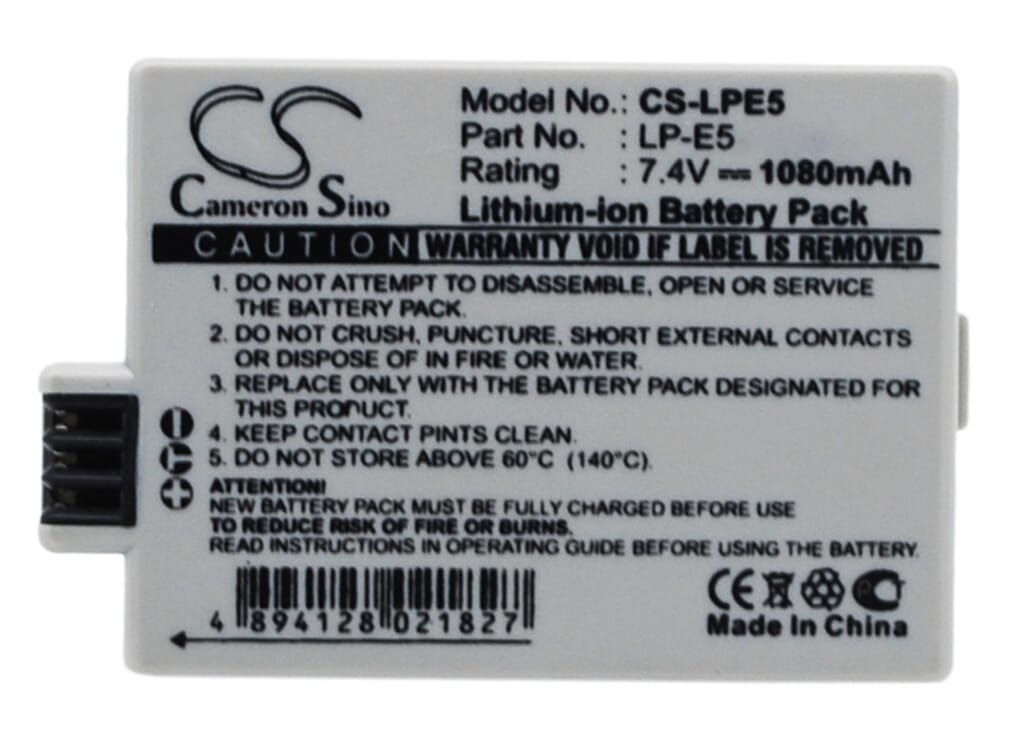 CS
Cameron Sino
Model No.: CS-LPE5
Part No. : LP-E5
Rating : 7.4V ⎓ 1080mAh
Lithium-ion Battery Pack
CAUTION WARRANTY VOID IF LABEL IS REMOVED
1. DO NOT ATTEMPT TO DISASSEMBLE, OPEN OR SERVICE
THE BATTERY PACK.
2. DO NOT CRUSH, PUNCTURE, SHORT EXTERNAL CONTACTS
OR DISPOSE OF IN FIRE OR WATER.
3. REPLACE ONLY WITH THE BATTERY PACK DESIGNATED FOR
THIS PRODUCT.
4. KEEP CONTACT PINTS CLEAN.
5. DO NOT STORE ABOVE 60°C (140°C).
ATTENTION!
NEW BATTERY PACK MUST BE FULLY CHARGED BEFORE USE
TO REDUCE RISK OF FIRE OR BURNS.
READ INSTRUCTIONS IN OPERATING GUIDE BEFORE USING THE BATTERY.
4 894128 021827
CE
Made In China